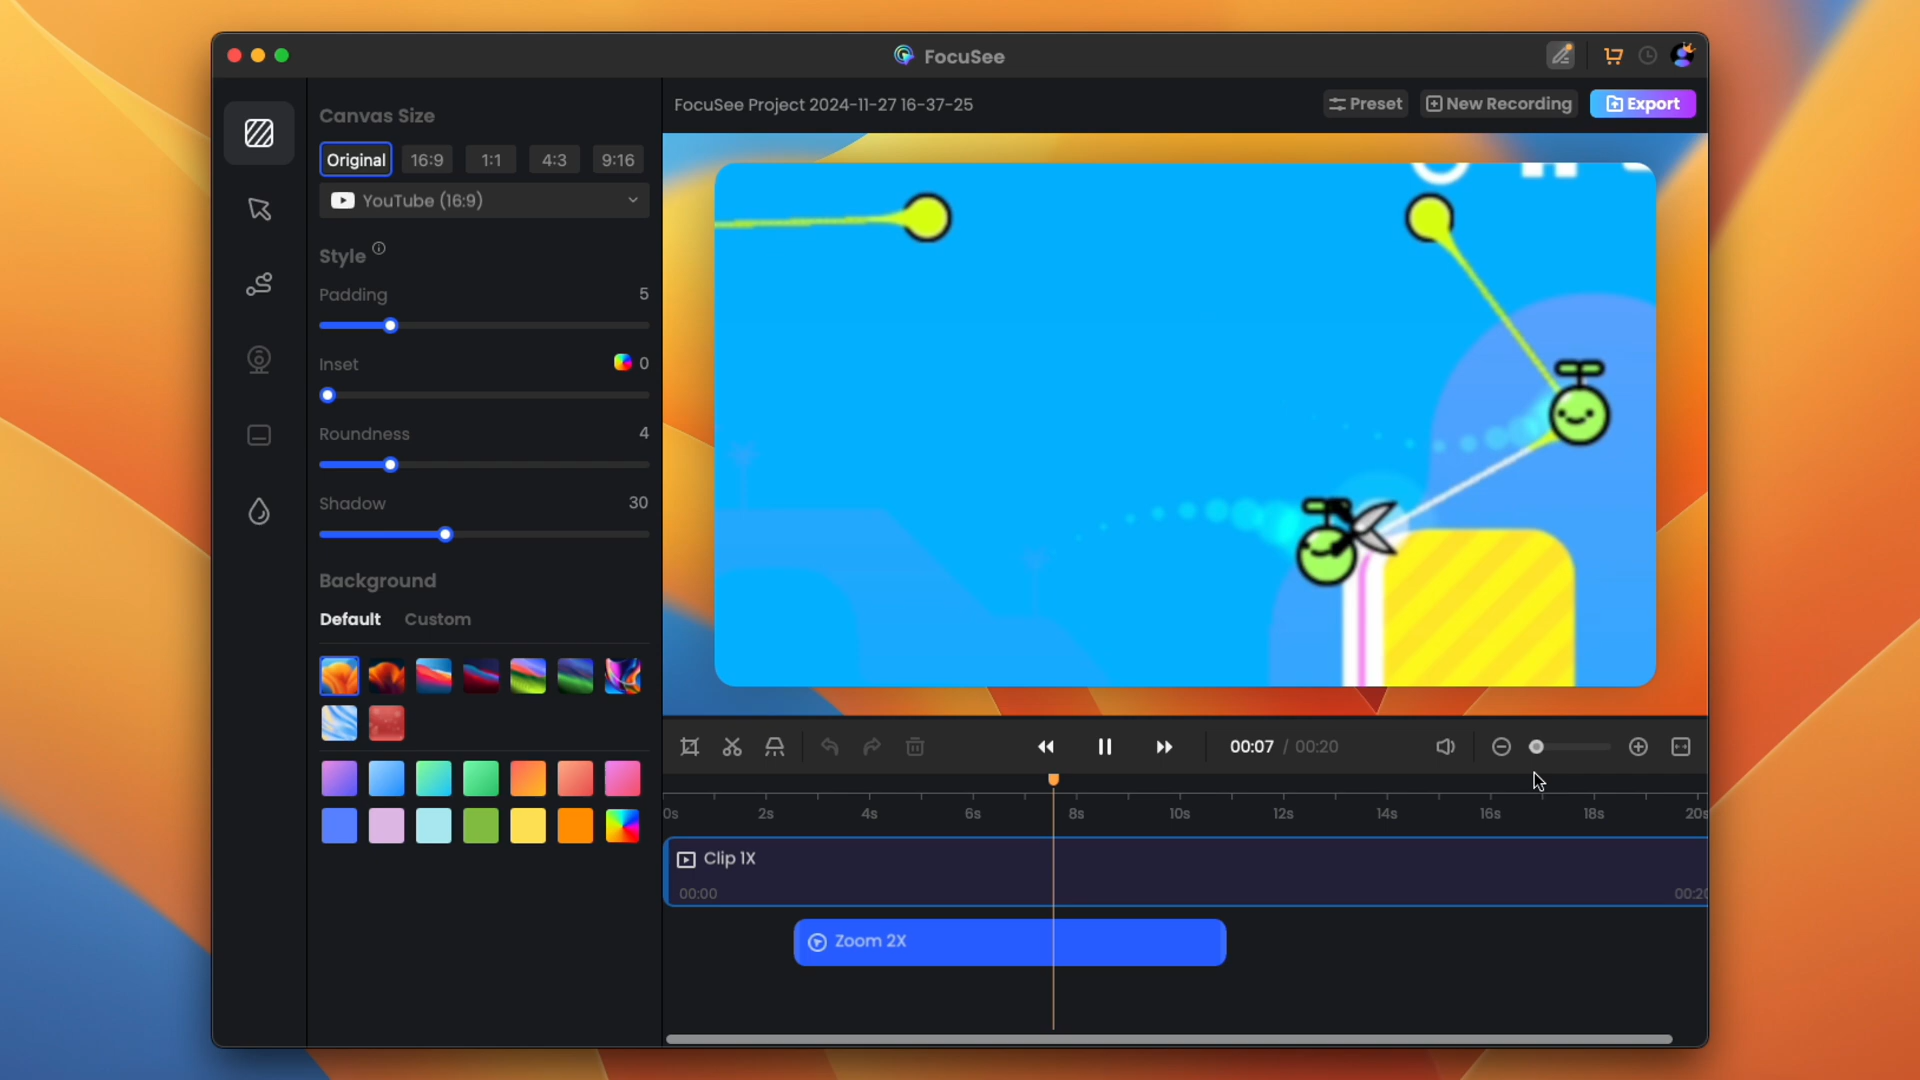 FocuSee
Canvas Size
Original 16:9 1:1 4:3 9:16
YouTube (16:9)
Style
Padding 5
Inset 0
Roundness 4
Shadow 30
Background
Default Custom
FocuSee Project 2024-11-27 16-37-25
Preset New Recording Export
00:07 / 00:20
0s 2s 4s 6s 8s 10s 12s 14s 16s 18s 20s
Clip 1X
00:00 00:20
Zoom 2X